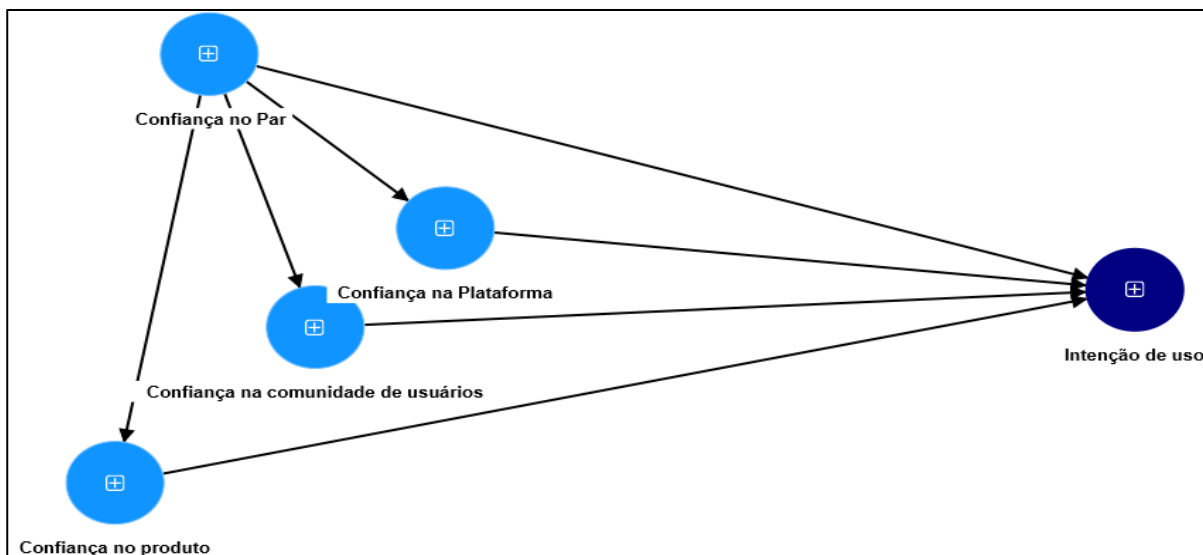 Confiança no Par
Confiança na Plataforma
Intenção de uso
Confiança na comunidade de usuários
Confiança no produto